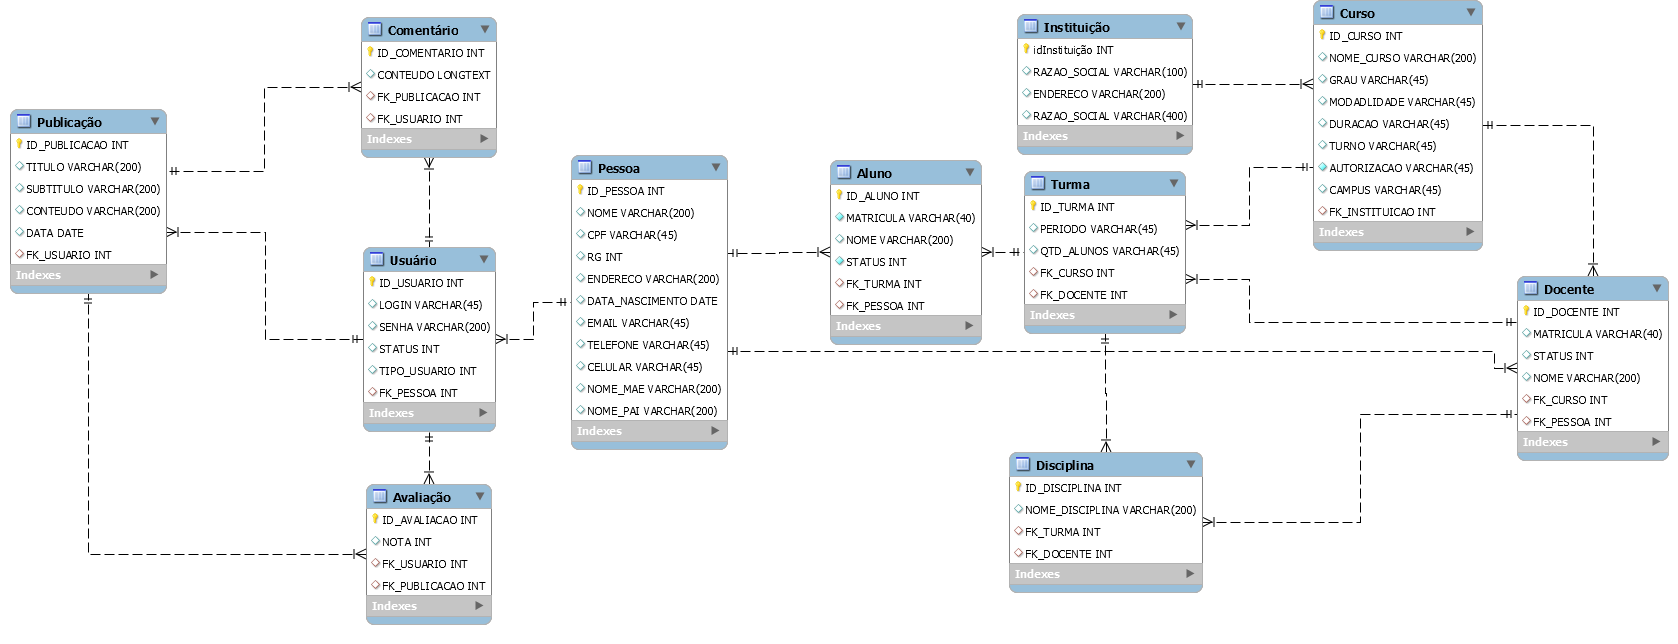 Publicação
ID_PUBLICACAO INT
TITULO VARCHAR(200)
SUBTITULO VARCHAR(200)
CONTEUDO VARCHAR(200)
DATA DATE
FK_USUARIO INT
Indexes
Comentário
ID_COMENTARIO INT
CONTEUDO LONGTEXT
FK_PUBLICACAO INT
FK_USUARIO INT
Indexes
Usuário
ID_USUARIO INT
LOGIN VARCHAR(45)
SENHA VARCHAR(200)
STATUS INT
TIPO_USUARIO INT
FK_PESSOA INT
Indexes
Avaliação
ID_AVALIACAO INT
NOTA INT
FK_USUARIO INT
FK_PUBLICACAO INT
Indexes
Pessoa
ID_PESSOA INT
NOME VARCHAR(200)
CPF VARCHAR(45)
RG INT
ENDERECO VARCHAR(200)
DATA_NASCIMENTO DATE
EMAIL VARCHAR(45)
TELEFONE VARCHAR(45)
CELULAR VARCHAR(45)
NOME_MAE VARCHAR(200)
NOME_PAI VARCHAR(200)
Indexes
Aluno
ID_ALUNO INT
MATRICULA VARCHAR(40)
NOME VARCHAR(200)
STATUS INT
FK_TURMA INT
FK_PESSOA INT
Indexes
Instituição
idInstituição INT
RAZAO_SOCIAL VARCHAR(100)
ENDERECO VARCHAR(200)
RAZAO_SOCIAL VARCHAR(400)
Indexes
Turma
ID_TURMA INT
PERIODO VARCHAR(45)
QTD_ALUNOS VARCHAR(45)
FK_CURSO INT
FK_DOCENTE INT
Indexes
Disciplina
ID_DISCIPLINA INT
NOME_DISCIPLINA VARCHAR(200)
FK_TURMA INT
FK_DOCENTE INT
Indexes
Curso
ID_CURSO INT
NOME_CURSO VARCHAR(200)
GRAU VARCHAR(45)
MODADLIDADE VARCHAR(45)
DURACAO VARCHAR(45)
TURNO VARCHAR(45)
AUTORIZACAO VARCHAR(45)
CAMPUS VARCHAR(45)
FK_INSTITUICAO INT
Indexes
Docente
ID_DOCENTE INT
MATRICULA VARCHAR(40)
STATUS INT
NOME VARCHAR(200)
FK_CURSO INT
FK_PESSOA INT
Indexes